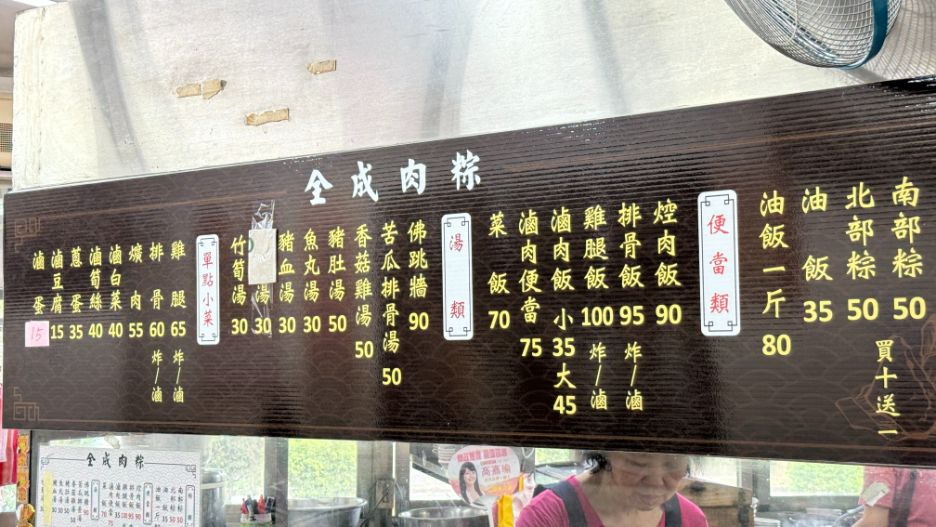 全成肉粽
南部粽 50
買十送一
北部粽 50
油飯 35
油飯一斤 80
便當類
焢肉飯 90
排骨飯 95 炸/滷
雞腿飯 100 炸/滷
滷肉飯 小35大45
滷肉便當 75
菜飯 70
湯類
佛跳牆 90
苦瓜排骨湯 50
香菇雞湯 50
豬肚湯 50
魚丸湯 30
豬血湯 30
湯 30
竹筍湯 30
單點小菜
雞腿 65 炸/滷
排骨 60 炸/滷
爌肉 55
滷白菜 40
滷筍絲 40
蔥蛋 35
滷豆腐 15
滷蛋 15
全成肉粽
高嘉瑜